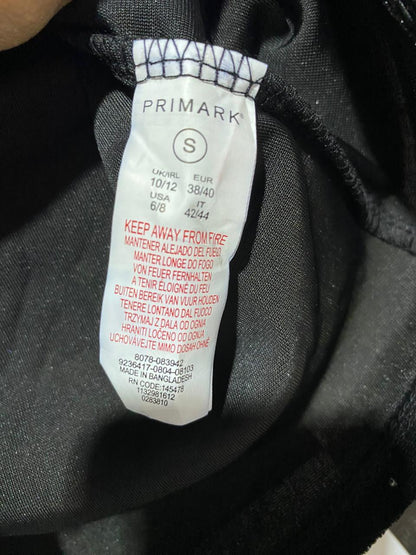 PRIMARK®
S
UK/IRL EUR
10/12 38/40
USA IT
6/8 42/44
KEEP AWAY FROM FIRE
MANTENER ALEJADO DEL FUEGO
MANTER LONGE DO FOGO
VON FEUER FERNHALTEN
A TENIR ÉLOIGNÉ DU FEU
BUITEN BEREIK VAN VUUR HOUDEN
TENERE LONTANO DAL FUOCO
TRZYMAJ Z DALA OD OGNIA
HRANITI LOČENO OD OGNJA
UCHOVÁVEJTE MIMO DOSAH OHNĚ
8078-083942
9236417-0804-08103
MADE IN BANGLADESH
RN CODE:145478
1132981612
0283810